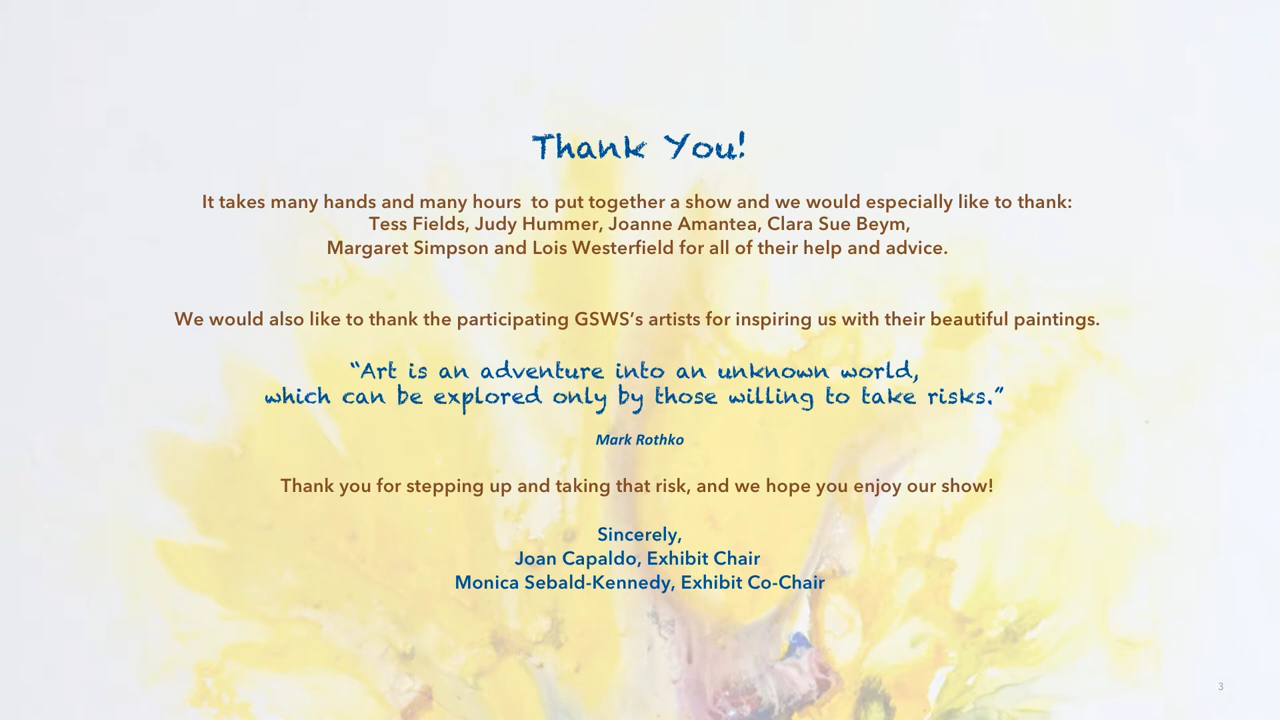 Thank You!
It takes many hands and many hours  to put together a show and we would especially like to thank:
Tess Fields, Judy Hummer, Joanne Amantea, Clara Sue Beym,
Margaret Simpson and Lois Westerfield for all of their help and advice.
We would also like to thank the participating GSWS’s artists for inspiring us with their beautiful paintings.
“Art is an adventure into an unknown world,
which can be explored only by those willing to take risks.”
Mark Rothko
Thank you for stepping up and taking that risk, and we hope you enjoy our show!
Sincerely,
Joan Capaldo, Exhibit Chair
Monica Sebald-Kennedy, Exhibit Co-Chair
3